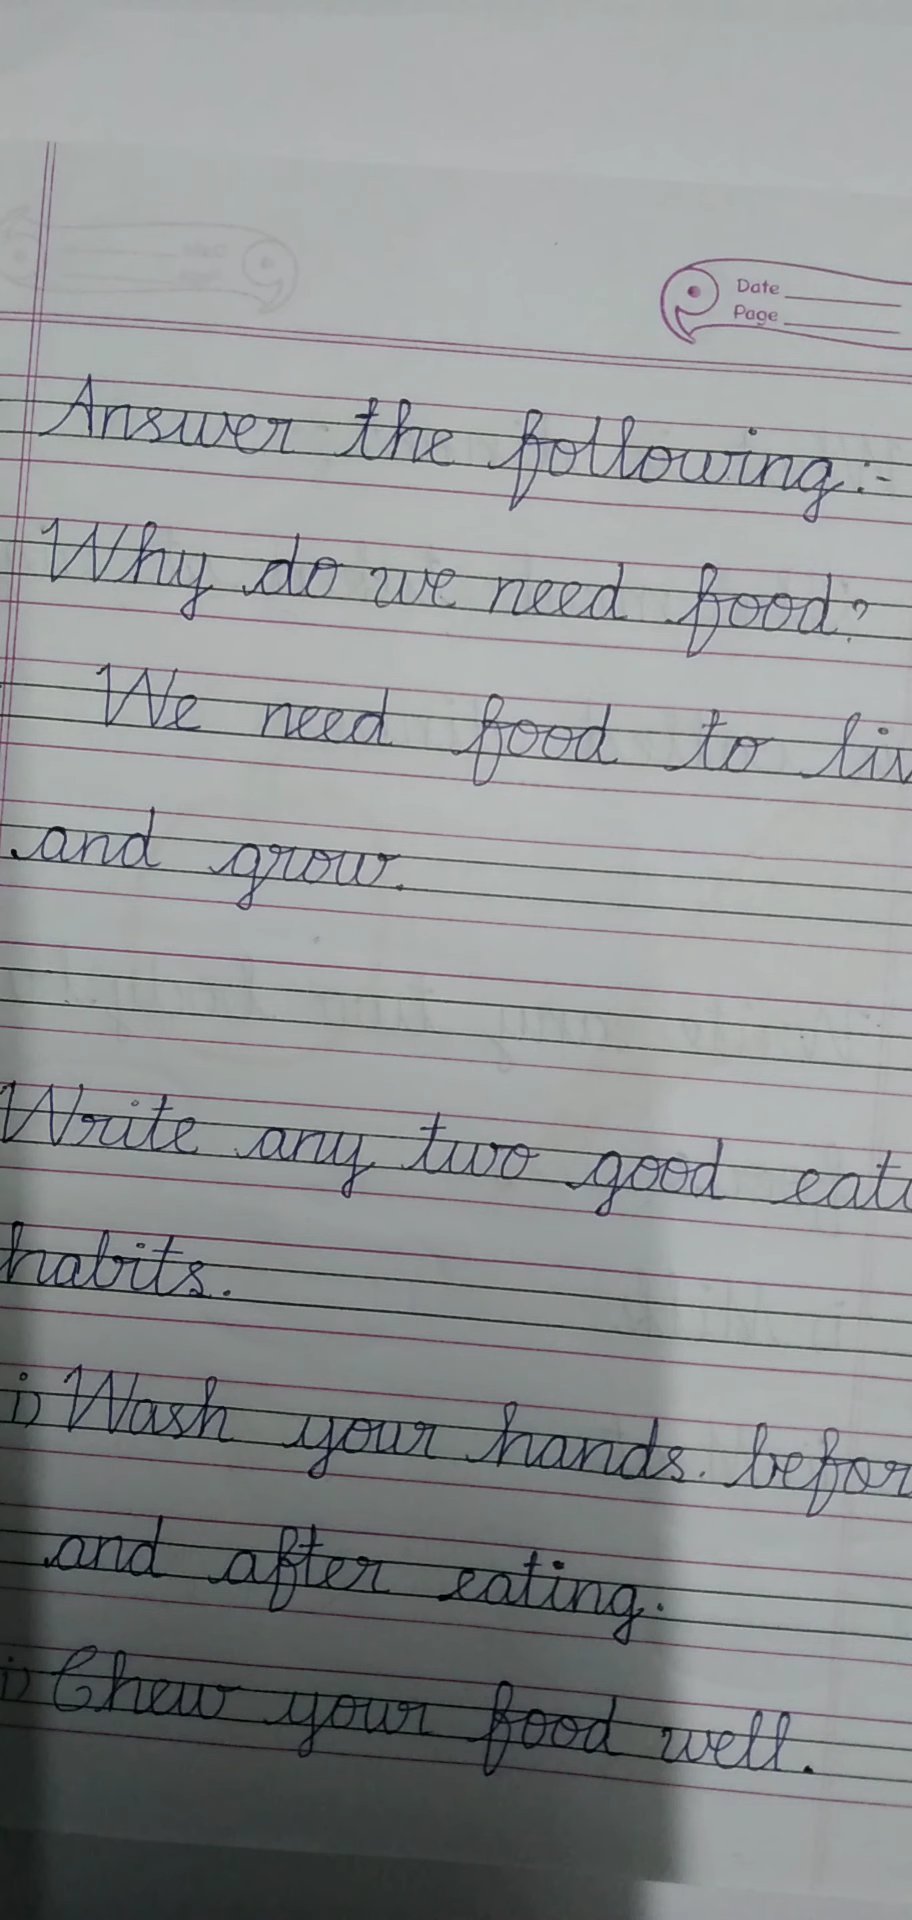 Date
Page
Answer the following:-
Why do we need food?
We need food to
and grow.
Write any two good
habits.
i) Wash your hands.
and after eating.
i) Chew your food well.